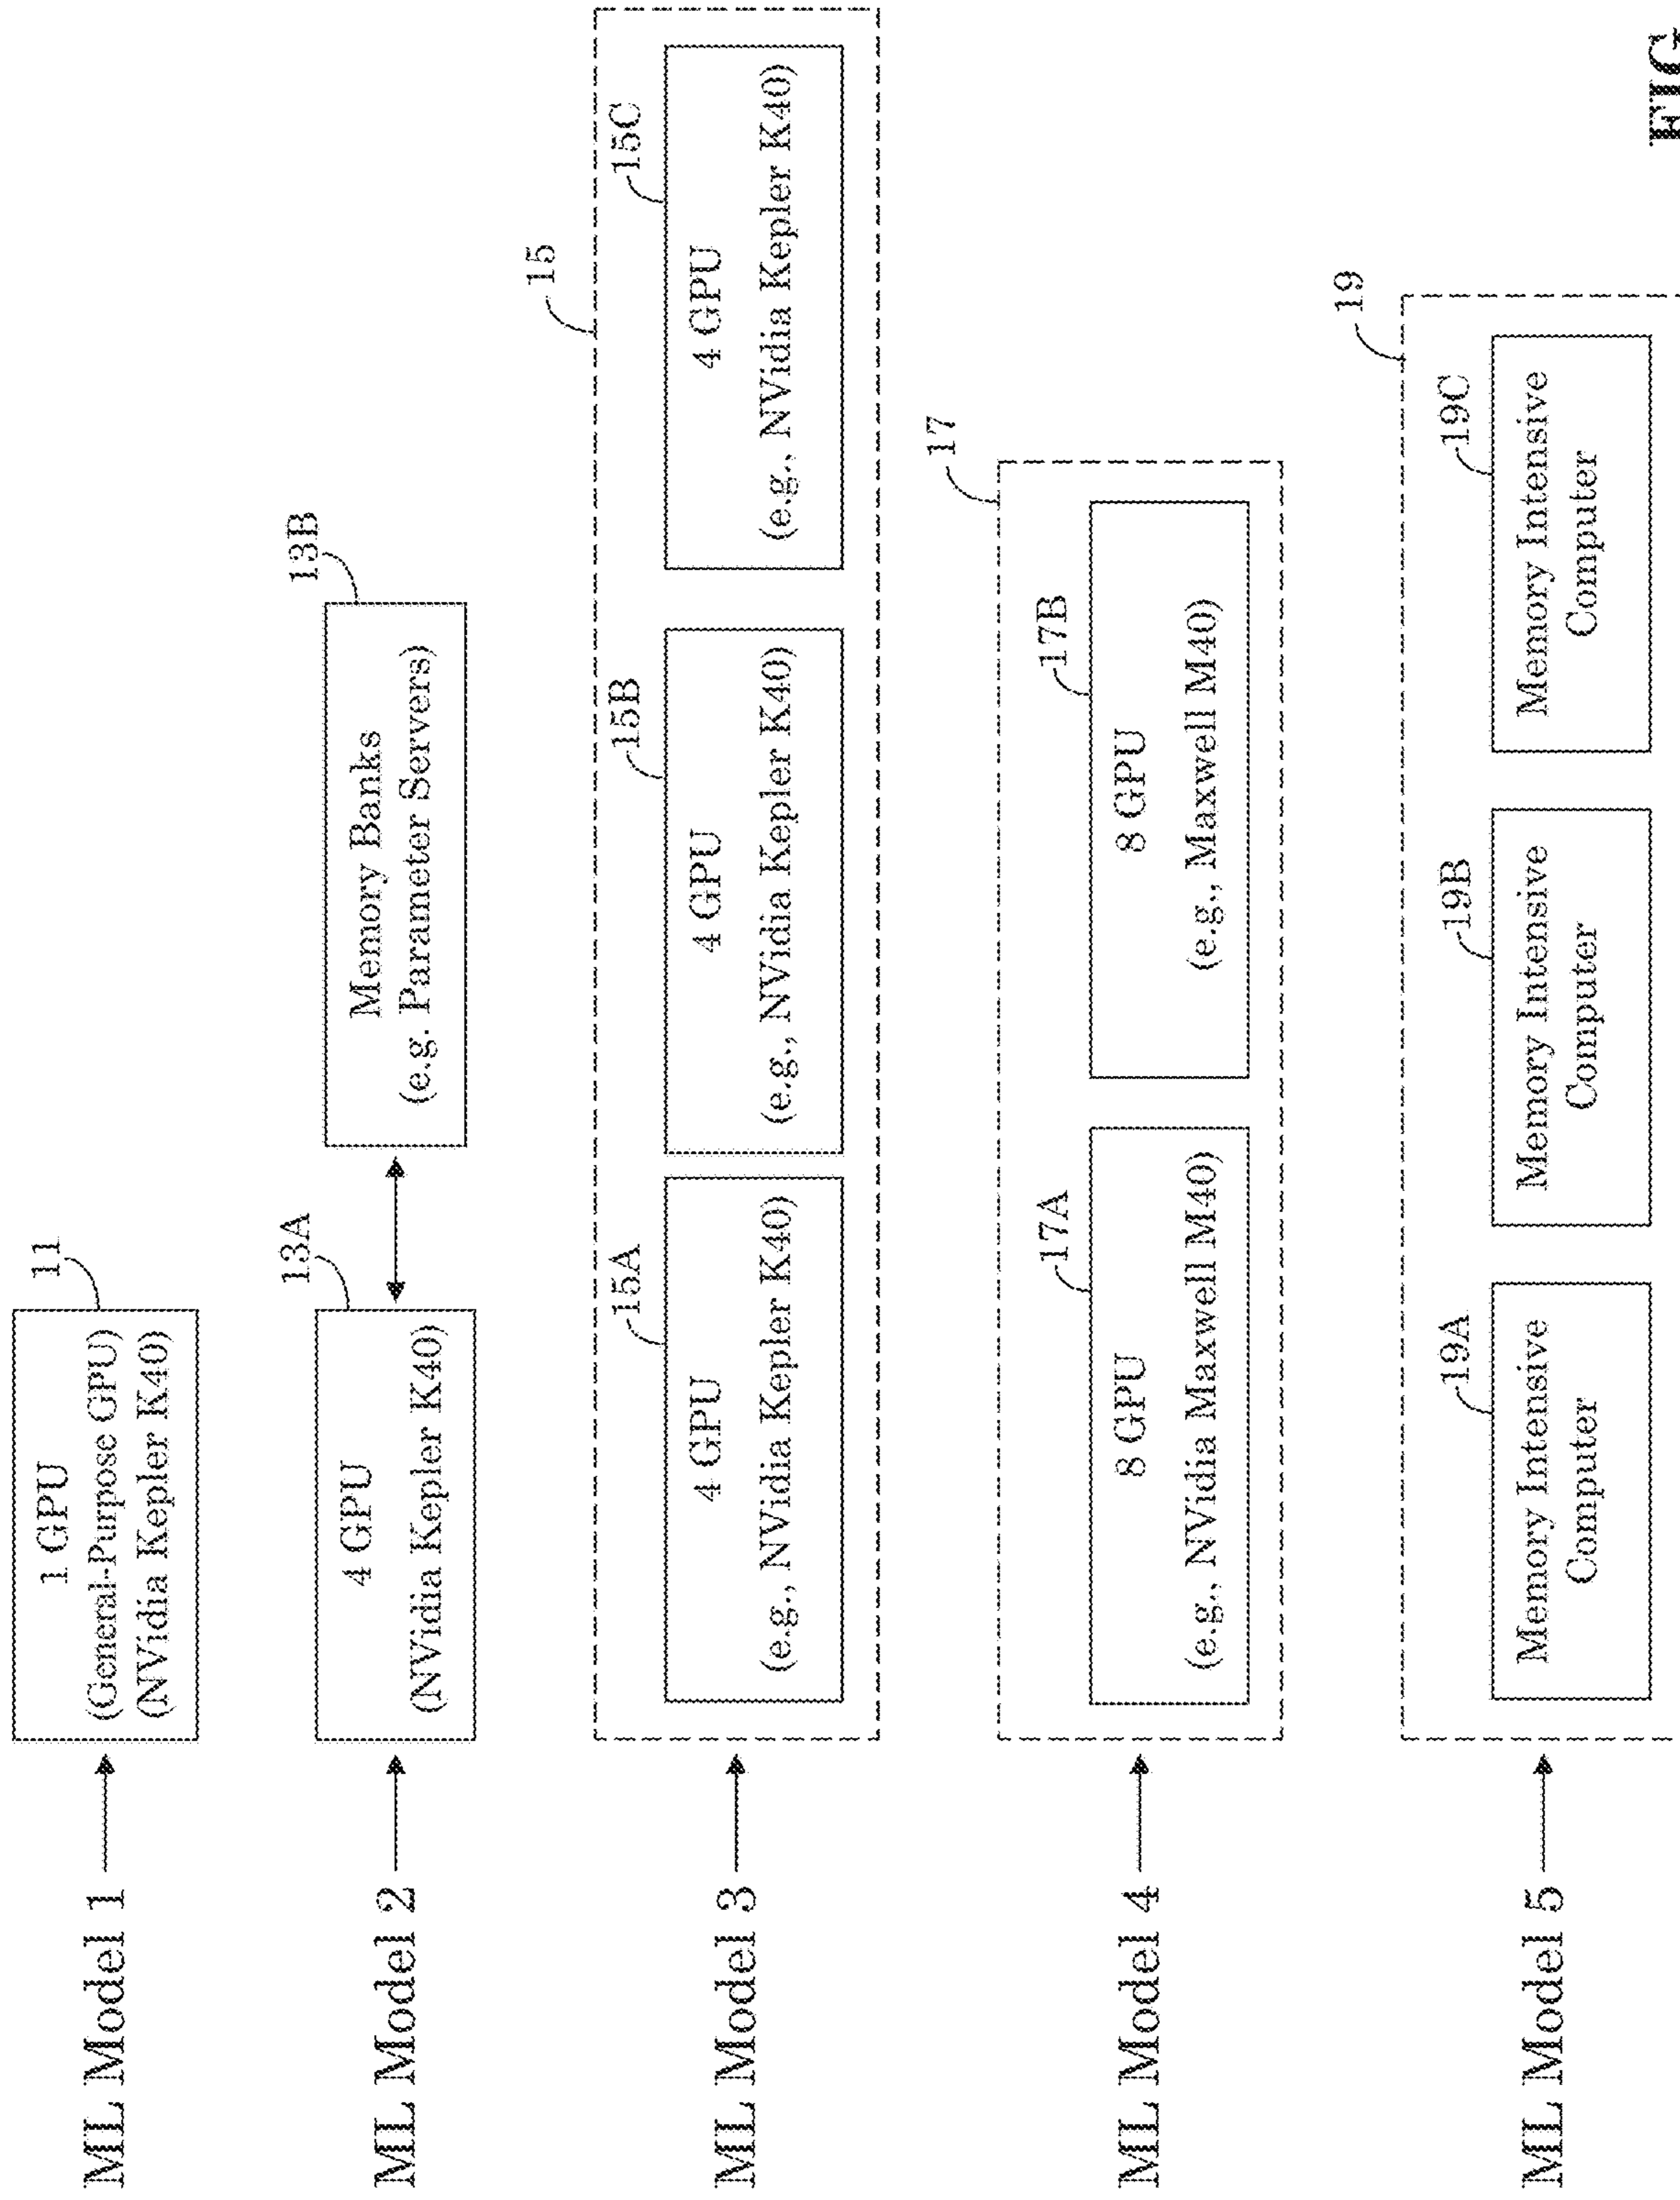 ML Model 1
1 GPU
(General-Purpose GPU)
(NVidia Kepler K40)
11
ML Model 2
4 GPU
(NVidia Kepler K40)
13A
Memory Banks
(e.g. Parameter Servers)
13B
ML Model 3
15
4 GPU
(e.g., NVidia Kepler K40)
15A
4 GPU
(e.g., NVidia Kepler K40)
15B
4 GPU
(e.g., NVidia Kepler K40)
15C
ML Model 4
17
8 GPU
(e.g., NVidia Maxwell M40)
17A
8 GPU
(e.g., Maxwell M40)
17B
ML Model 5
19
Memory Intensive
Computer
19A
Memory Intensive
Computer
19B
Memory Intensive
Computer
19C
FIG